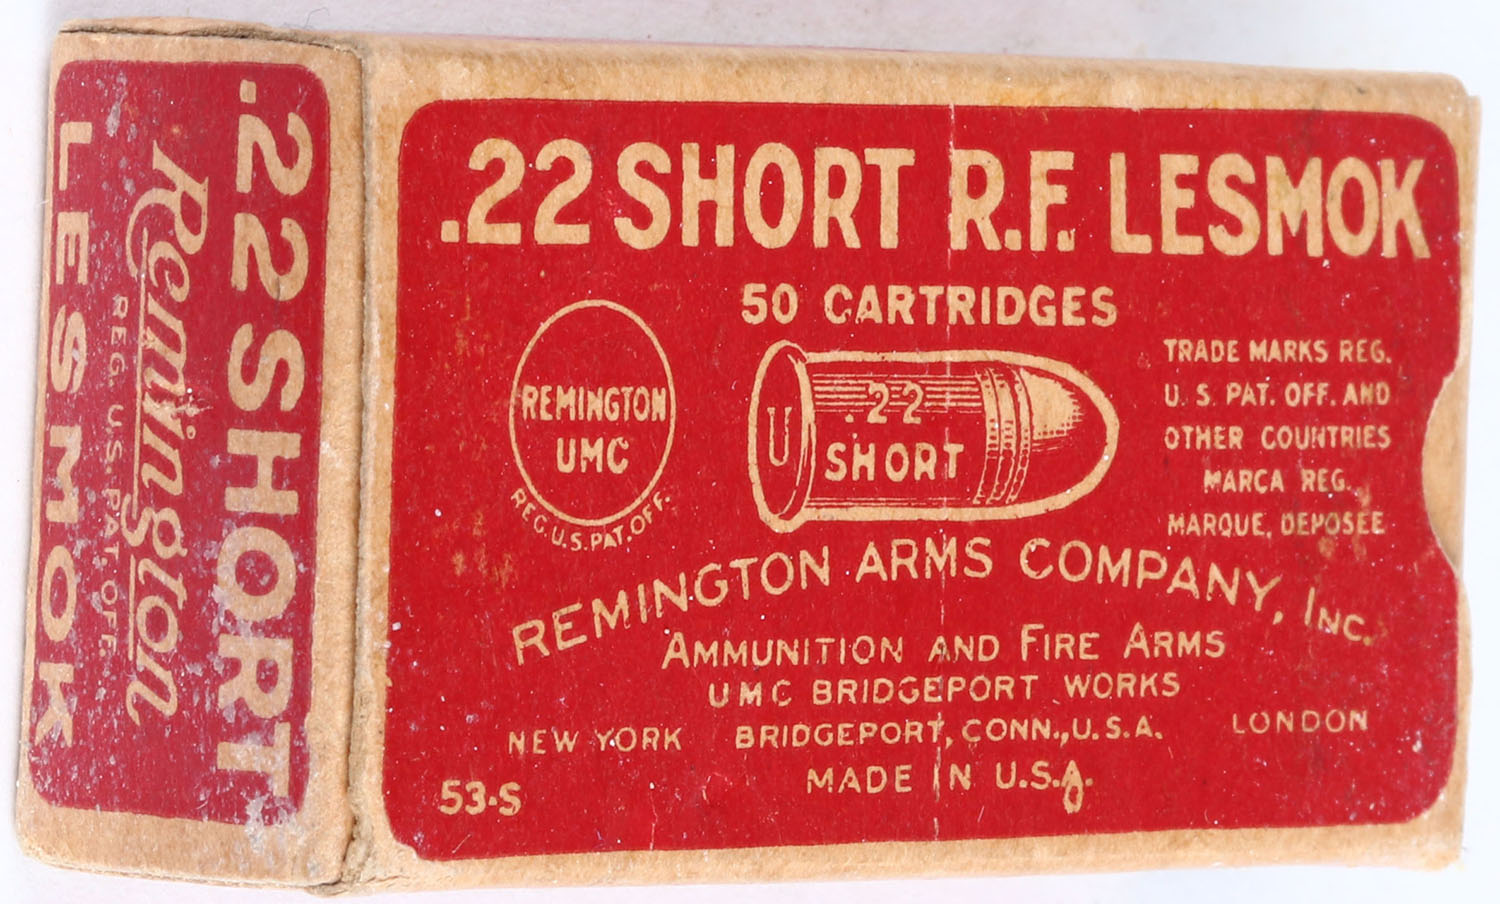 .22 SHORT
Remington
REG. U.S. PAT. OFF.
LESMOK
.22 SHORT R.F. LESMOK
50 CARTRIDGES
REMINGTON
UMC
REG. U.S. PAT. OFF.
U
.22
SHORT
TRADE MARKS REG.
U. S. PAT. OFF. AND
OTHER COUNTRIES
MARCA REG.
MARQUE, DEPOSEE
REMINGTON ARMS COMPANY, INC.
AMMUNITION AND FIRE ARMS
UMC BRIDGEPORT WORKS
NEW YORK BRIDGEPORT, CONN., U.S.A. LONDON
MADE IN U.S.A.
53-S